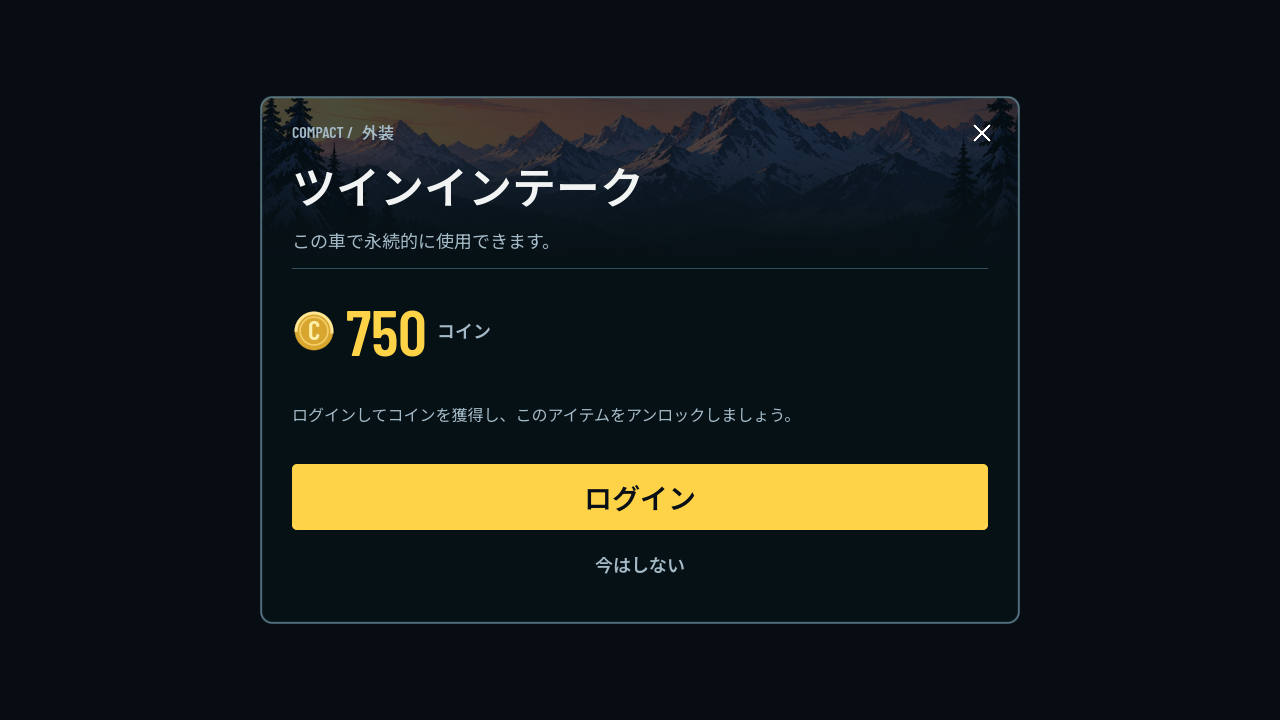 COMPACT / 外装
ツインインテーク
この車で永続的に使用できます。
C 750 コイン
ログインしてコインを獲得し、このアイテムをアンロックしましょう。
ログイン
今はしない